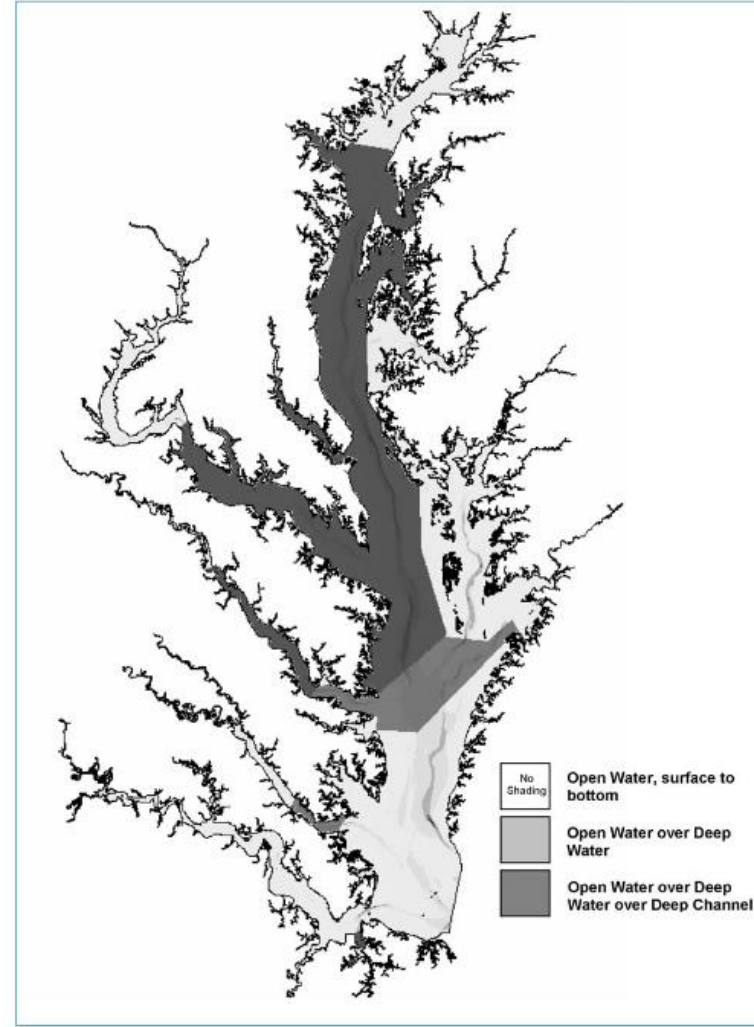 No
Shading
Open Water, surface to
bottom
Open Water over Deep
Water
Open Water over Deep
Water over Deep Channel